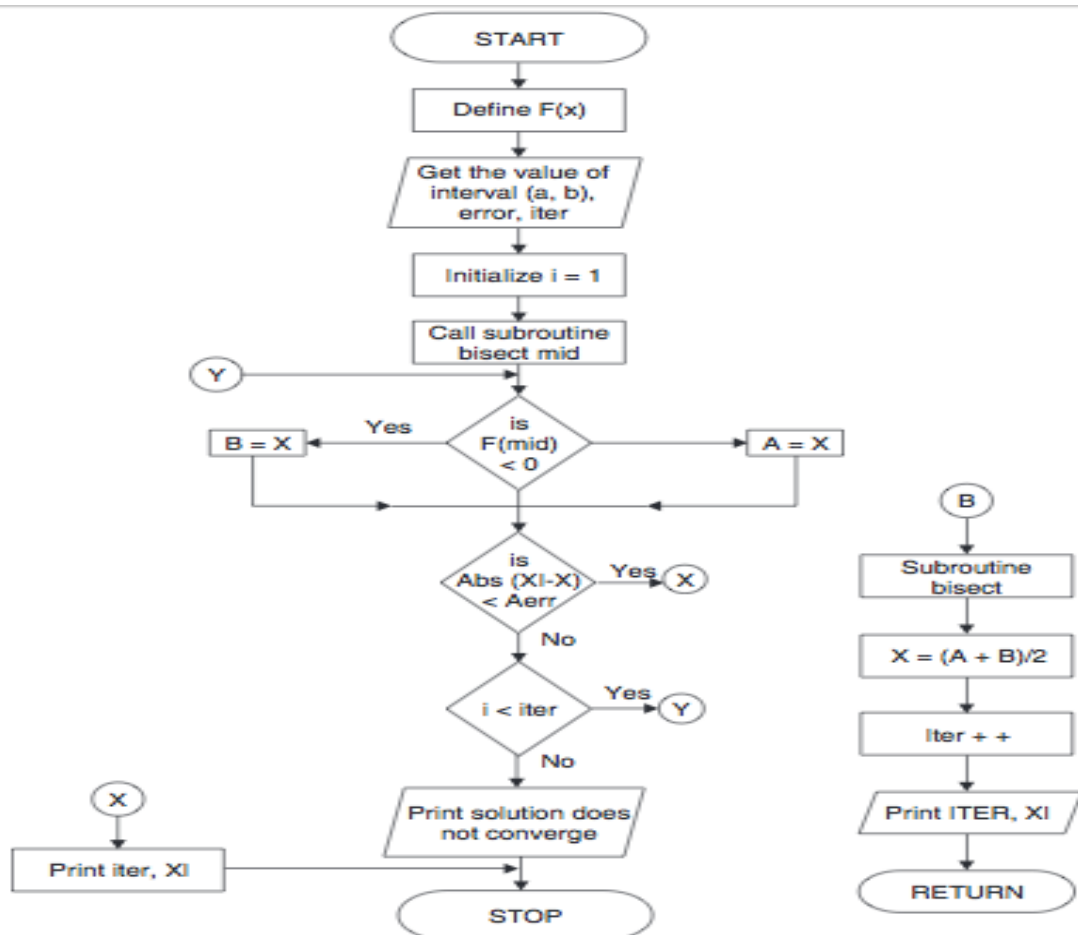 START
Define F(x)
Get the value of
interval (a, b),
error, iter
Initialize i = 1
Call subroutine
bisect mid
Y
is
F(mid)
< 0
Yes
B = X
A = X
is
Abs (XI-X)
< Aerr
Yes
X
No
i < iter
Yes
Y
No
Print solution does
not converge
X
Print iter, XI
STOP
B
Subroutine
bisect
X = (A + B)/2
Iter + +
Print ITER, XI
RETURN